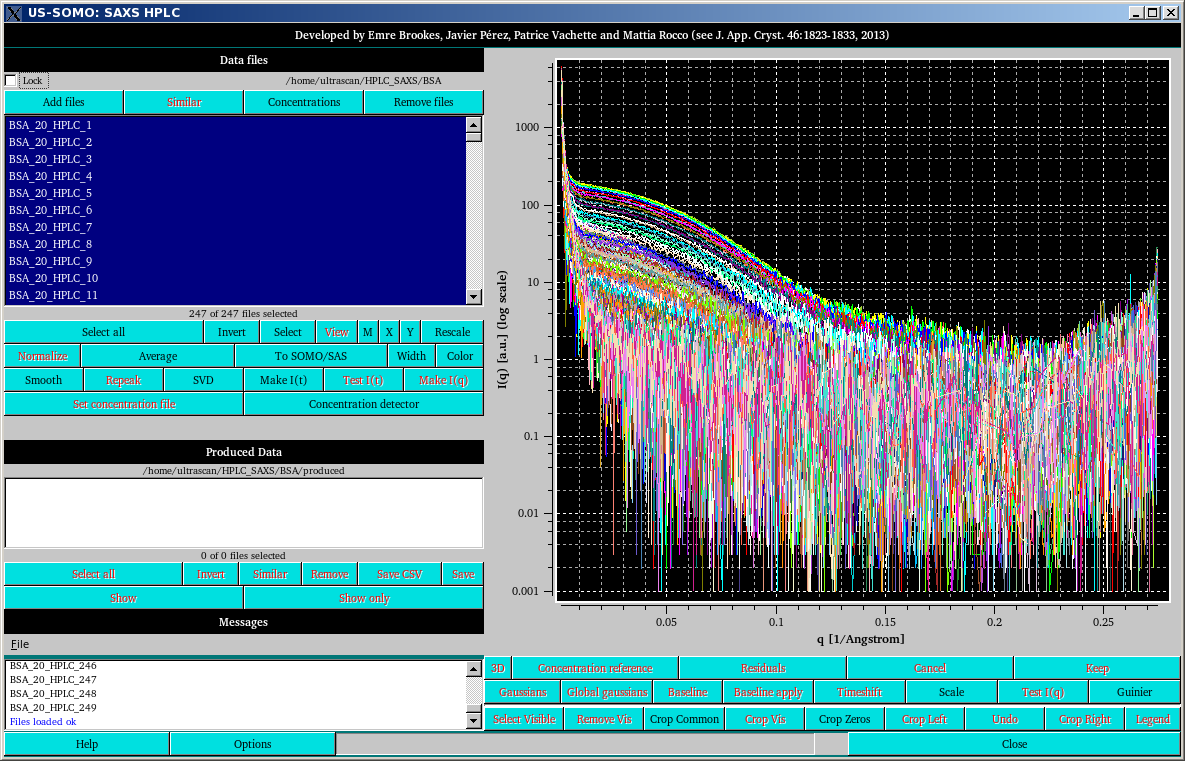 US-SOMO: SAXS HPLC
Developed by Emre Brookes, Javier Pérez, Patrice Vachette and Mattia Rocco (see J. App. Cryst. 46:1823-1833, 2013)
Data files
Lock /home/ultrascan/HPLC_SAXS/BSA
Add files Similar Concentrations Remove files
BSA_20_HPLC_1
BSA_20_HPLC_2
BSA_20_HPLC_3
BSA_20_HPLC_4
BSA_20_HPLC_5
BSA_20_HPLC_6
BSA_20_HPLC_7
BSA_20_HPLC_8
BSA_20_HPLC_9
BSA_20_HPLC_10
BSA_20_HPLC_11
247 of 247 files selected
Select all Invert Select View M X Y Rescale
Normalize Average To SOMO/SAS Width Color
Smooth Repeak SVD Make I(t) Test I(t) Make I(q)
Set concentration file Concentration detector
Produced Data
/home/ultrascan/HPLC_SAXS/BSA/produced
0 of 0 files selected
Select all Invert Similar Remove Save CSV Save
Show Show only
Messages
File
BSA_20_HPLC_246
BSA_20_HPLC_247
BSA_20_HPLC_248
BSA_20_HPLC_249
Files loaded ok
Help Options
I(q) [a.u.] (log scale)
1000
100
10
1
0.1
0.01
0.001
0.05 0.1 0.15 0.2 0.25
q [1/Angstrom]
3D Concentration reference Residuals Cancel Keep
Gaussians Global gaussians Baseline Baseline apply Timeshift Scale Test I(q) Guinier
Select Visible Remove Vis Crop Common Crop Vis Crop Zeros Crop Left Undo Crop Right Legend
Close